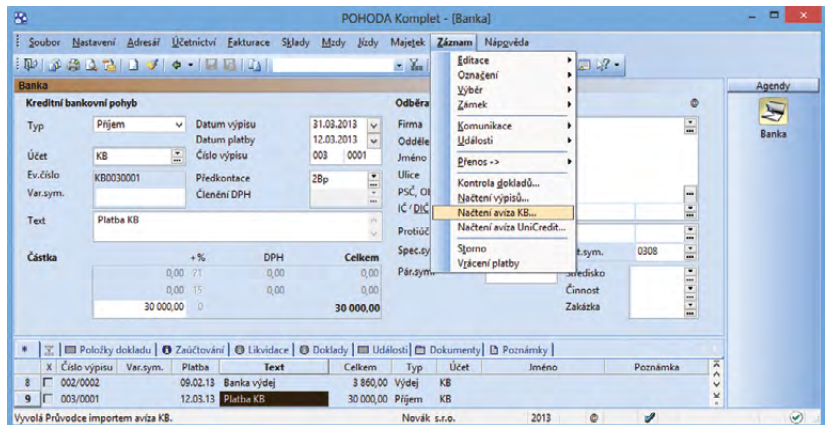 POHODA Komplet - [Banka]
Soubor Nastavení Adresář Účetnictví Fakturace Sklady Mzdy Jízdy Majetek Záznam Nápověda
Banka
Agendy
Banka
Kreditní bankovní pohyb
Odběra
Typ Příjem Datum výpisu 31.03.2013 Firma
Datum platby 12.03.2013 Odděle
Účet KB Číslo výpisu 003 0001 Jméno
Ev.číslo KB0030001 Předkontace 2Bp Ulice
Var.sym. Členění DPH PSČ, Ob
IČ / DIČ
Text Platba KB
Protiúč
Částka +% DPH Celkem Spec.sy t.sym. 0308
0,00 21 0,00 0,00 Pár.sym. Středisko
0,00 15 0,00 0,00 Činnost
30 000,00 0 30 000,00 Zakázka
Editace
Označení
Výběr
Zámek
Komunikace
Události
Přenos ->
Kontrola dokladů...
Načtení výpisů...
Načtení avíza KB...
Načtení avíza UniCredit...
Storno
Vrácení platby
* Položky dokladu Zaúčtování Likvidace Doklady Události Dokumenty Poznámky
X Číslo výpisu Var.sym. Platba Text Celkem Typ Účet Jméno Poznámka
8 002/0002 09.02.13 Banka výdej 3 860,00 Výdej KB
9 003/0001 12.03.13 Platba KB 30 000,00 Příjem KB
Vyvolá Průvodce importem avíza KB. Novák s.r.o. 2013